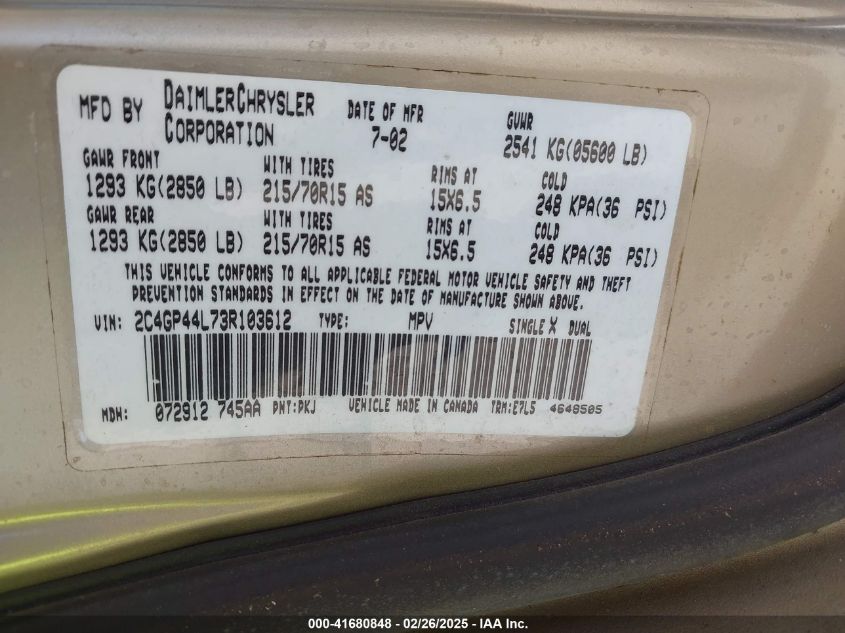 MFD BY DAIMLERCHRYSLER CORPORATION DATE OF MFR 7-02 GVWR 2541 KG(05600 LB)
GAWR FRONT WITH TIRES RIMS AT COLD
1293 KG(2850 LB) 215/70R15 AS 15X6.5 248 KPA(36 PSI)
GAWR REAR WITH TIRES RIMS AT COLD
1293 KG(2850 LB) 215/70R15 AS 15X6.5 248 KPA(36 PSI)
THIS VEHICLE CONFORMS TO ALL APPLICABLE FEDERAL MOTOR VEHICLE SAFETY AND THEFT
PREVENTION STANDARDS IN EFFECT ON THE DATE OF MANUFACTURE SHOWN ABOVE.
VIN: 2C4GP44L73R103612 TYPE: MPV SINGLE X DUAL
MDH: 072912 745AA PNT:PKJ VEHICLE MADE IN CANADA TRM:E7L5 4648505
000-41680848 - 02/26/2025 - IAA Inc.